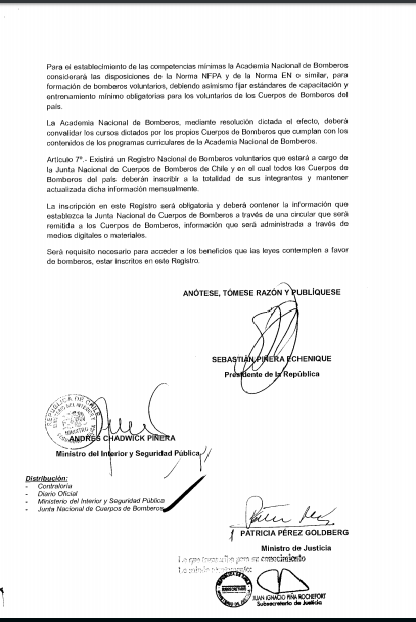 Para el establecimiento de las competencias mínimas la Academia Nacional de Bomberos
considerará las disposiciones de la Norma NFPA y de la Norma EN o similar, para
formación de bomberos voluntarios, debiendo asimismo fijar estándares de capacitación y
entrenamiento mínimo obligatorias para los voluntarios de los Cuerpos de Bomberos del
país.
La Academia Nacional de Bomberos, mediante resolución dictada el efecto, deberá
convalidar los cursos dictados por los propios Cuerpos de Bomberos que cumplan con los
contenidos de los programas curriculares de la Academia Nacional de Bomberos.
Artículo 7º.- Existirá un Registro Nacional de Bomberos voluntarios que estará a cargo de
la Junta Nacional de Cuerpos de Bomberos de Chile y en el cual todos los Cuerpos de
Bomberos del país deberán inscribir a la totalidad de sus integrantes y mantener
actualizada dicha información mensualmente.
La inscripción en este Registro será obligatoria y deberá contener la información que
establezca la Junta Nacional de Cuerpos de Bomberos a través de una circular que será
remitida a los Cuerpos de Bomberos, información que será administrada a través de
medios digitales o materiales.
Será requisito necesario para acceder a los beneficios que las leyes contemplen a favor
de bomberos, estar inscritos en este Registro.
ANÓTESE, TÓMESE RAZÓN Y PUBLÍQUESE
SEBASTIÁN PIÑERA ECHENIQUE
Presidente de la República
REPUBLICA DE CHILE
MINISTRO
ANDRÉS CHADWICK PIÑERA
Ministro del Interior y Seguridad Pública
Distribución:
- Contraloría
- Diario Oficial
- Ministerio del Interior y Seguridad Pública
- Junta Nacional de Cuerpos de Bomberos
PATRICIA PÉREZ GOLDBERG
Ministro de Justicia
Lo que para su conocimiento
JUAN IGNACIO PIÑA ROCHEFORT
Subsecretario de Justicia